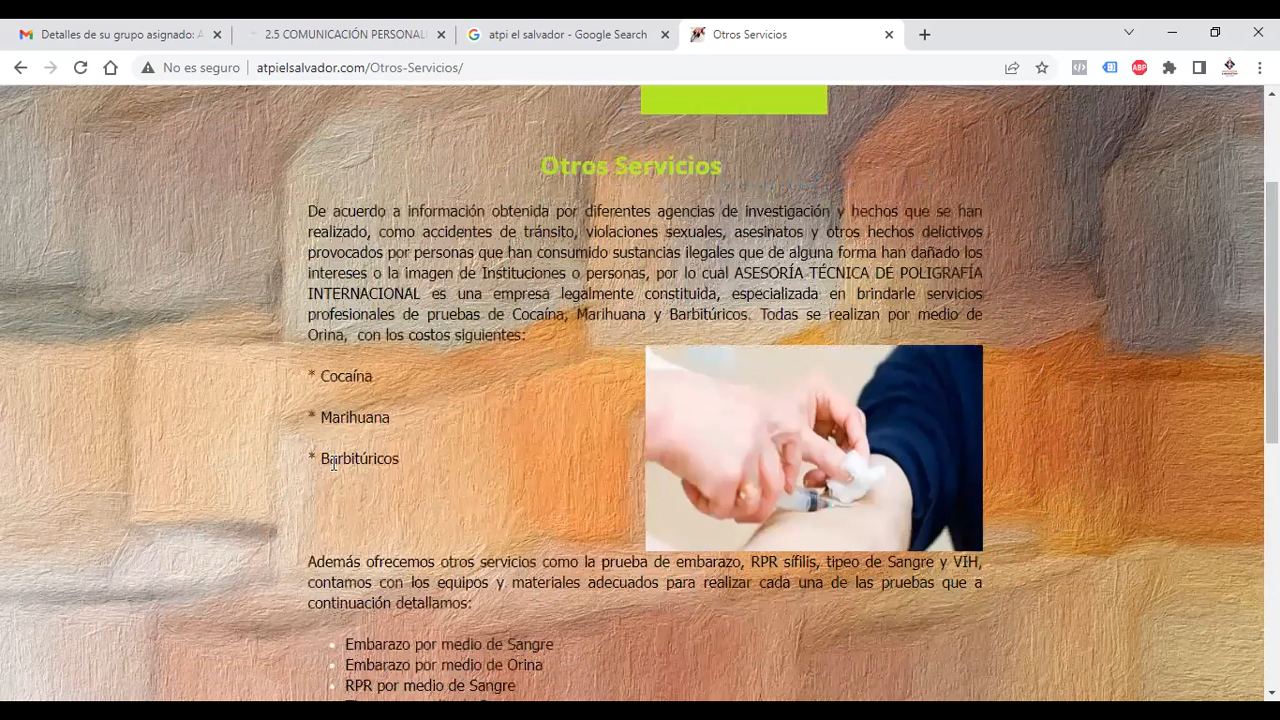 Detalles de su grupo asignado: A
2.5 COMUNICACIÓN PERSONAL
atpi el salvador - Google Search
Otros Servicios
No es seguro
atpielsalvador.com/Otros-Servicios/
ABP
Otros Servicios
De acuerdo a información obtenida por diferentes agencias de investigación y hechos que se han
realizado, como accidentes de tránsito, violaciones sexuales, asesinatos y otros hechos delictivos
provocados por personas que han consumido sustancias ilegales que de alguna forma han dañado los
intereses o la imagen de Instituciones o personas, por lo cual ASESORÍA TÉCNICA DE POLIGRAFÍA
INTERNACIONAL es una empresa legalmente constituida, especializada en brindarle servicios
profesionales de pruebas de Cocaína, Marihuana y Barbitúricos. Todas se realizan por medio de
Orina, con los costos siguientes:
* Cocaína
* Marihuana
* Barbitúricos
Además ofrecemos otros servicios como la prueba de embarazo, RPR sífilis, tipeo de Sangre y VIH,
contamos con los equipos y materiales adecuados para realizar cada una de las pruebas que a
continuación detallamos:
Embarazo por medio de Sangre
Embarazo por medio de Orina
RPR por medio de Sangre